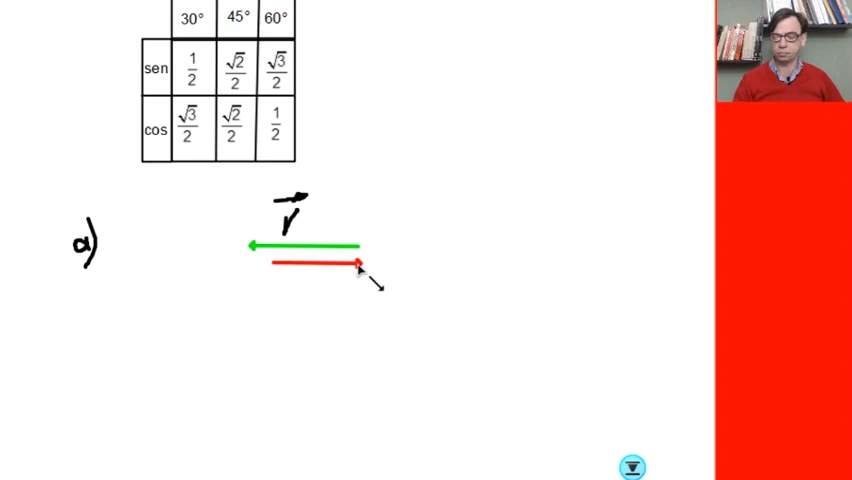 30° 45° 60°
sen 1/2 √2/2 √3/2
cos √3/2 √2/2 1/2
a) r⃗